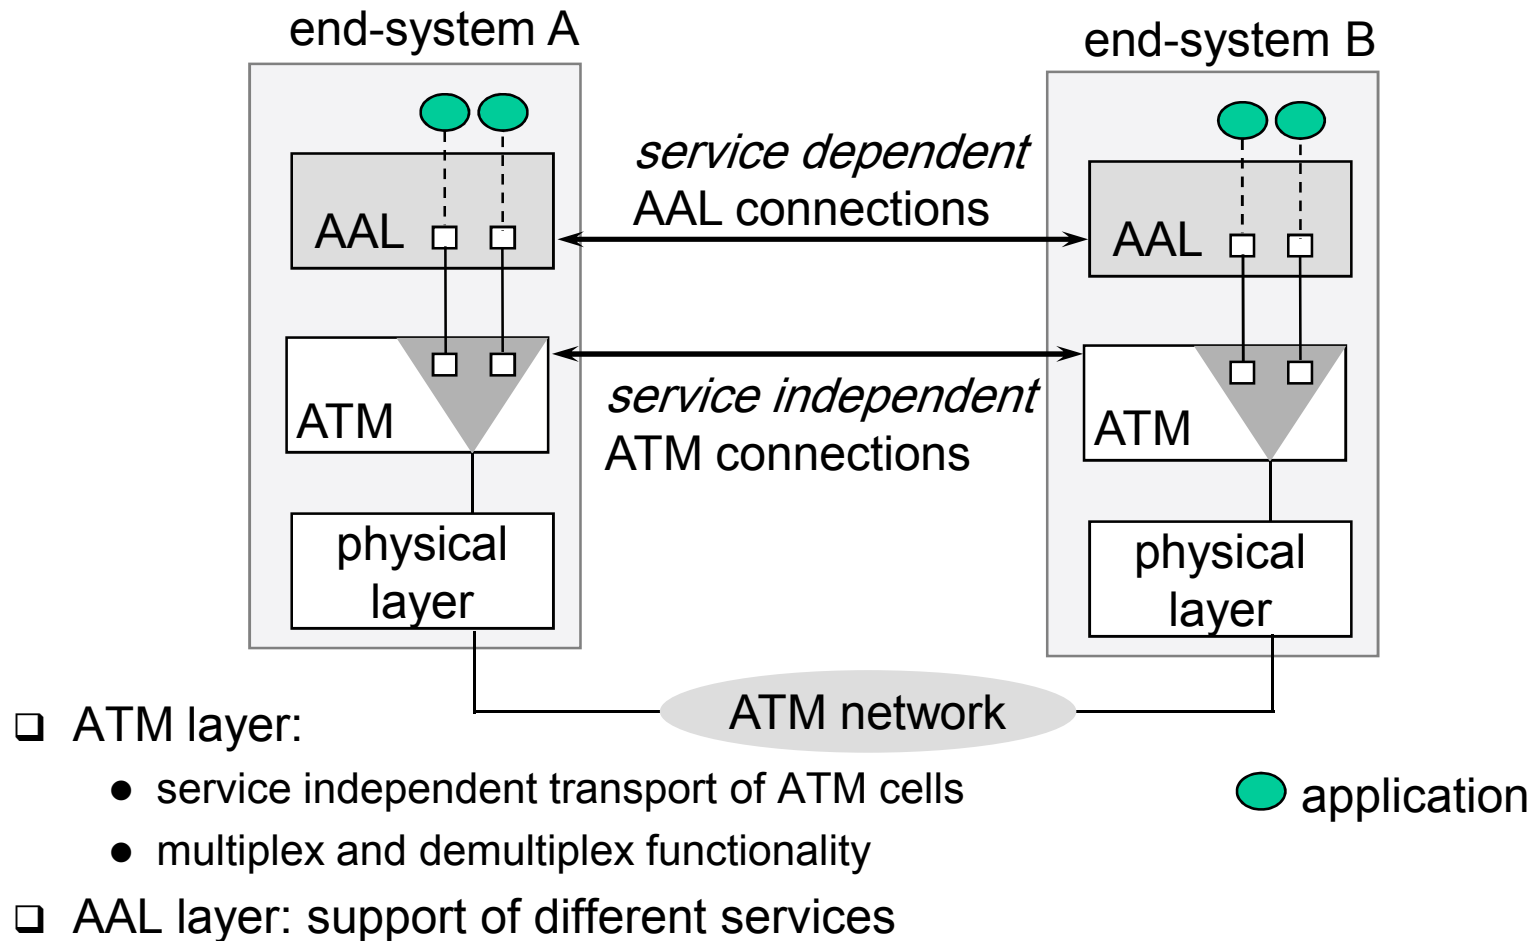 end-system A
end-system B
service dependent
AAL connections
AAL
AAL
service independent
ATM connections
ATM
ATM
physical
layer
physical
layer
ATM network
❑ ATM layer:
● service independent transport of ATM cells
● multiplex and demultiplex functionality
❑ AAL layer: support of different services
application